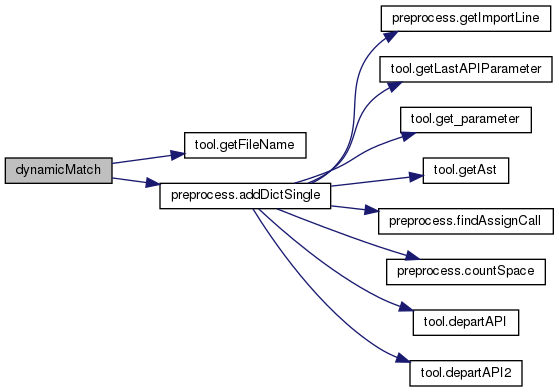 dynamicMatch
tool.getFileName
preprocess.addDictSingle
preprocess.getImportLine
tool.getLastAPIParameter
tool.get_parameter
tool.getAst
preprocess.findAssignCall
preprocess.countSpace
tool.departAPI
tool.departAPI2